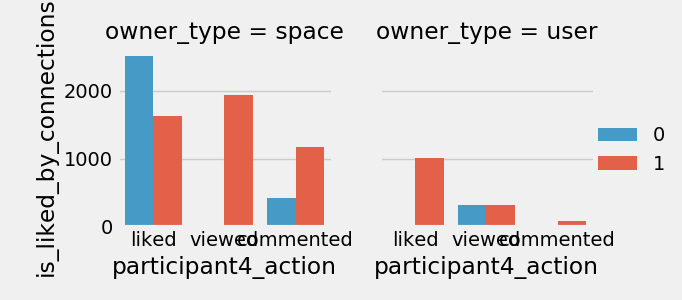 owner_type = space
owner_type = user
is_liked_by_connections
2000
1000
0
liked
viewed
commented
liked
viewed
commented
participant4_action
participant4_action
0
1